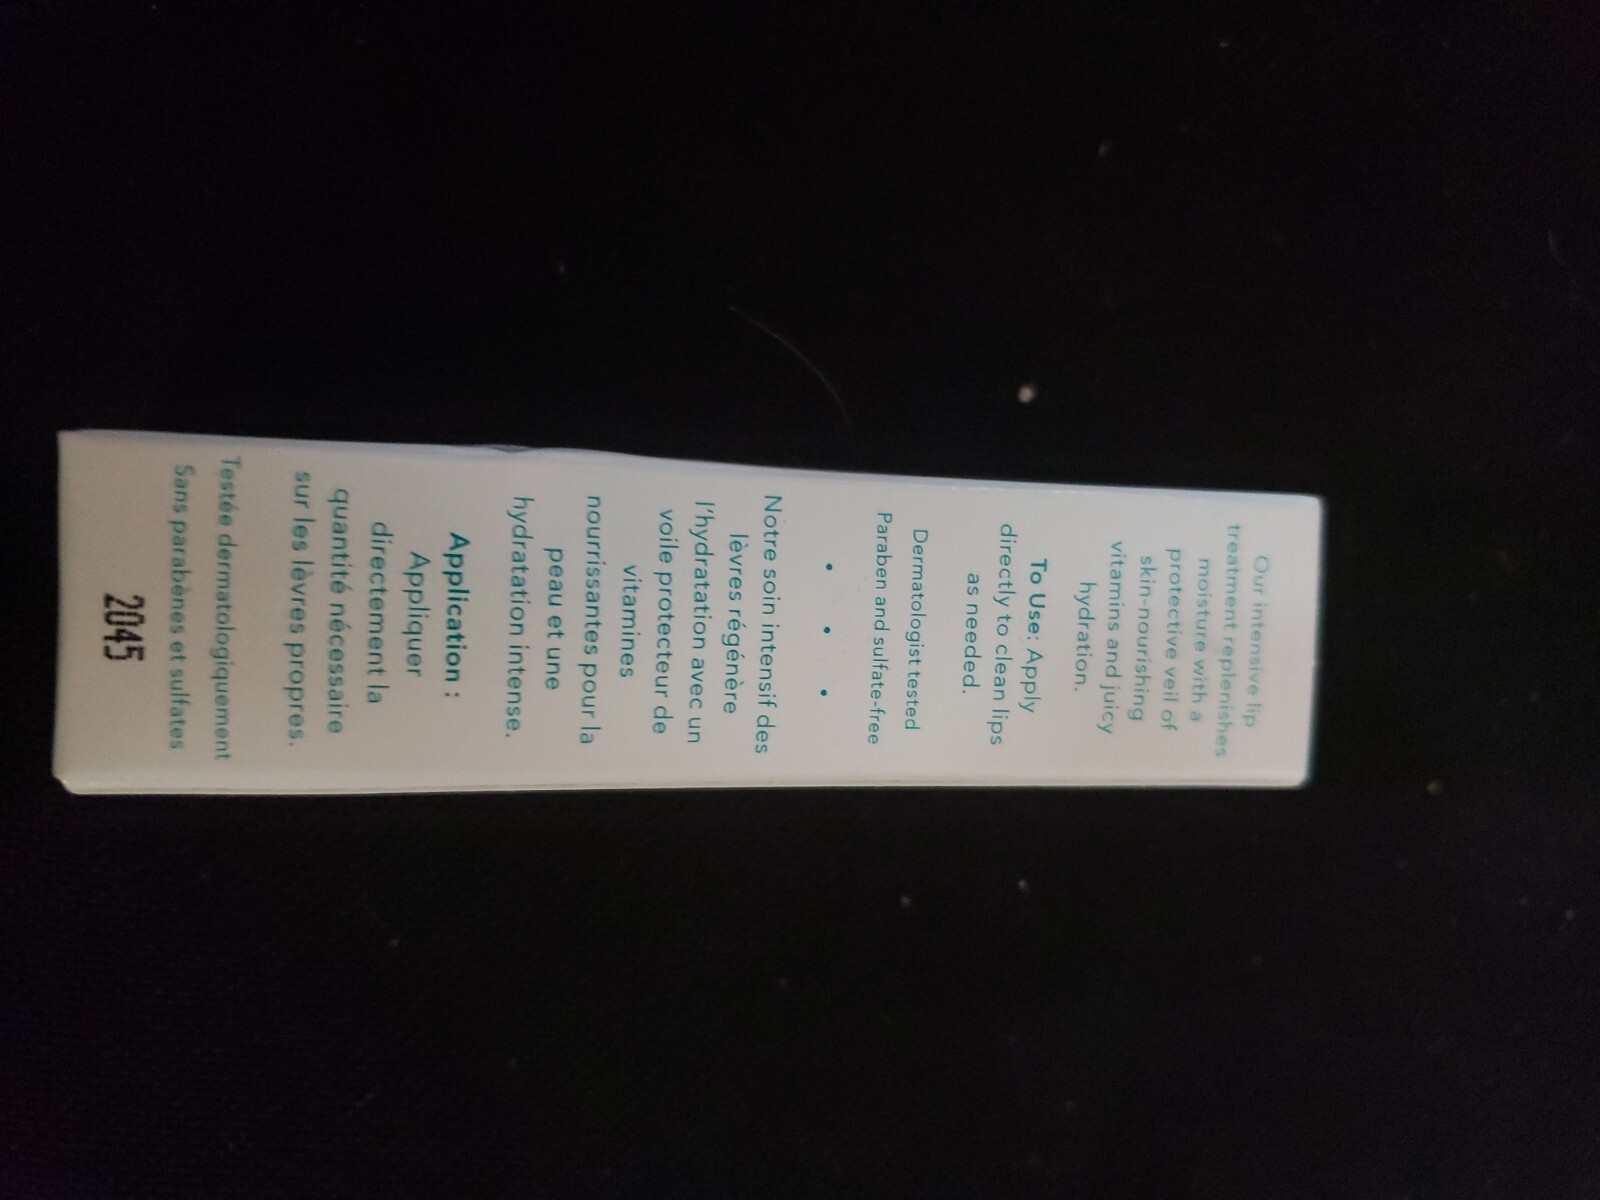 Our intensive lip
treatment replenishes
moisture with a
protective veil of
skin-nourishing
vitamins and juicy
hydration.
To Use: Apply
directly to clean lips
as needed.
Dermatologist tested
Paraben and sulfate-free
• • •
Notre soin intensif des
lèvres régénère
l'hydratation avec un
voile protecteur de
vitamines
nourrissantes pour la
peau et une
hydratation intense.
Application :
Appliquer
directement la
quantité nécessaire
sur les lèvres propres.
Testée dermatologiquement
Sans parabènes et sulfates
2045